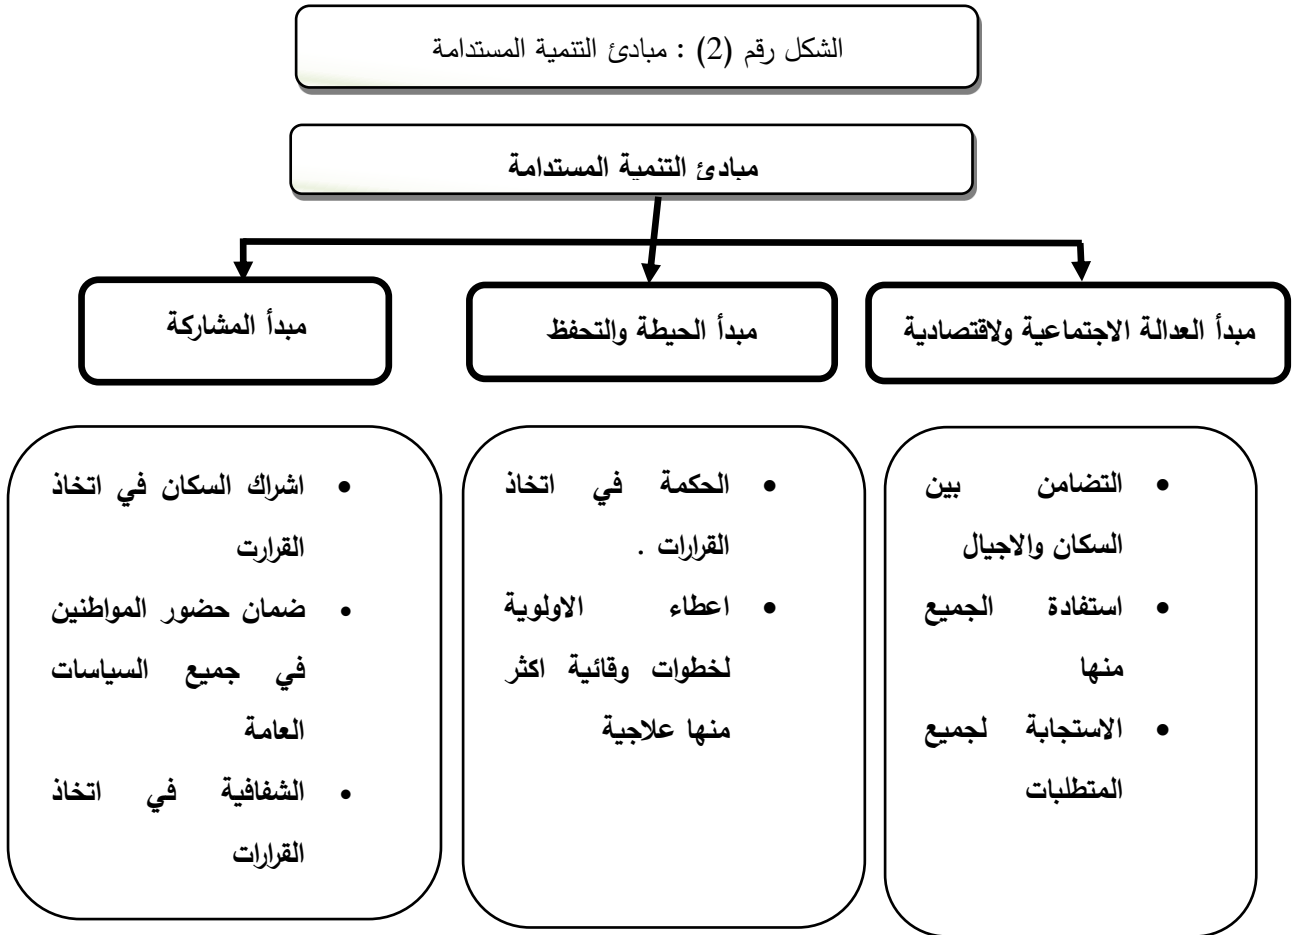 الشكل رقم (2) : مبادئ التنمية المستدامة
مبادئ التنمية المستدامة
مبدأ العدالة الاجتماعية ولاقتصادية
مبدأ الحيطة والتحفظ
مبدأ المشاركة
• التضامن بين
السكان والاجيال
• استفادة الجميع
منها
• الاستجابة لجميع
المتطلبات
• الحكمة في اتخاذ
القرارات .
• اعطاء الاولوية
لخطوات وقائية اكثر
منها علاجية
• اشراك السكان في اتخاذ
القرارت
• ضمان حضور المواطنين
في جميع السياسات
العامة
• الشفافية في اتخاذ
القرارات